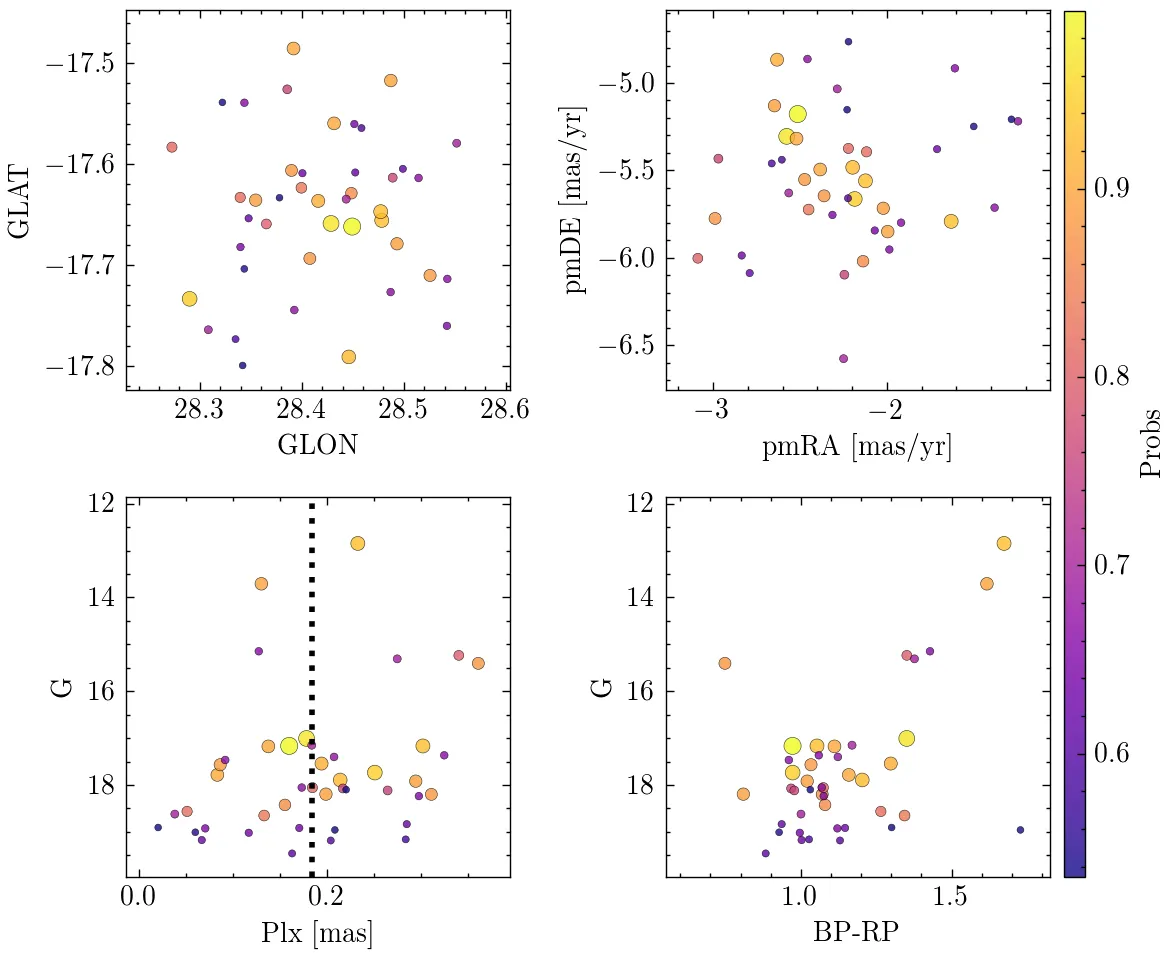 −17.5
−17.6
−17.7
−17.8
GLAT
28.3 28.4 28.5 28.6
GLON
−5.0
−5.5
−6.0
−6.5
pmDE [mas/yr]
−3 −2
pmRA [mas/yr]
0.9
0.8
0.7
0.6
Probs
12
14
16
18
G
0.0 0.2
Plx [mas]
12
14
16
18
G
1.0 1.5
BP-RP